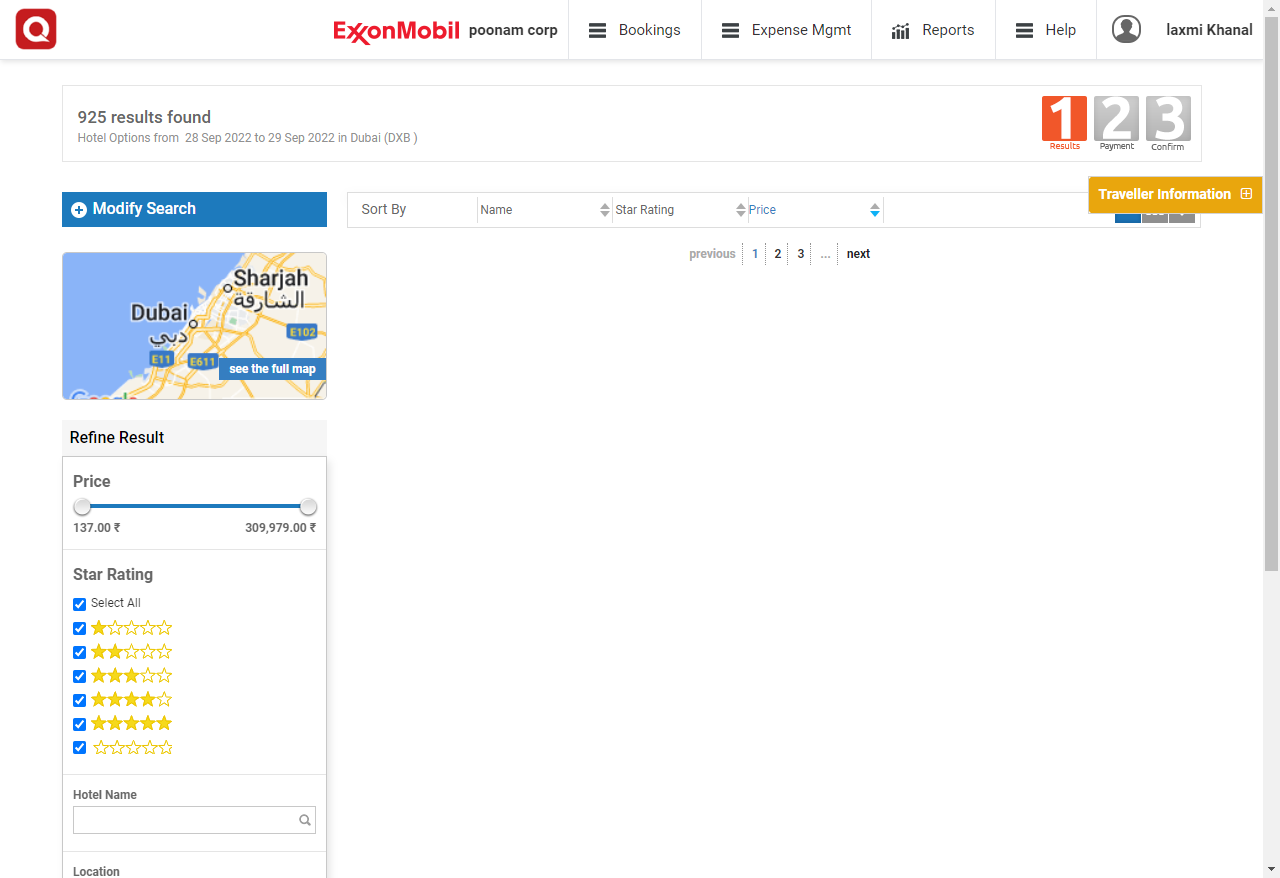 Q
ExxonMobil
poonam corp
Bookings
Expense Mgmt
Reports
Help
laxmi Khanal
925 results found
Hotel Options from 28 Sep 2022 to 29 Sep 2022 in Dubai (DXB )
1 2 3
Results Payment Confirm
Modify Search
Sort By
Name
Star Rating
Price
Traveller Information
previous 1 2 3 ... next
Sharjah
الشارقة
Dubai
دبي
E102
E11
E611
see the full map
Google
Refine Result
Price
137.00 ₹ 309,979.00 ₹
Star Rating
Select All
Hotel Name
Location